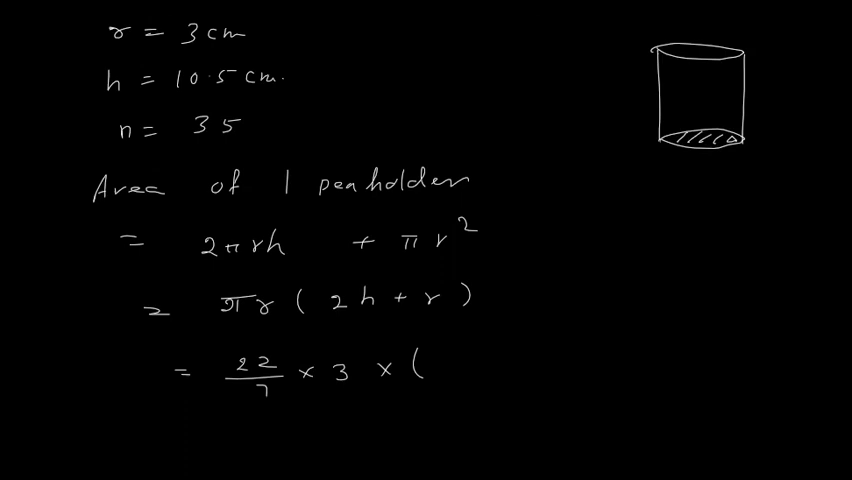 r = 3 cm
h = 10.5 cm.
n = 35
Area of 1 penholder
= 2πrh + πr²
= πr ( 2h + r )
= 22/7 × 3 × (